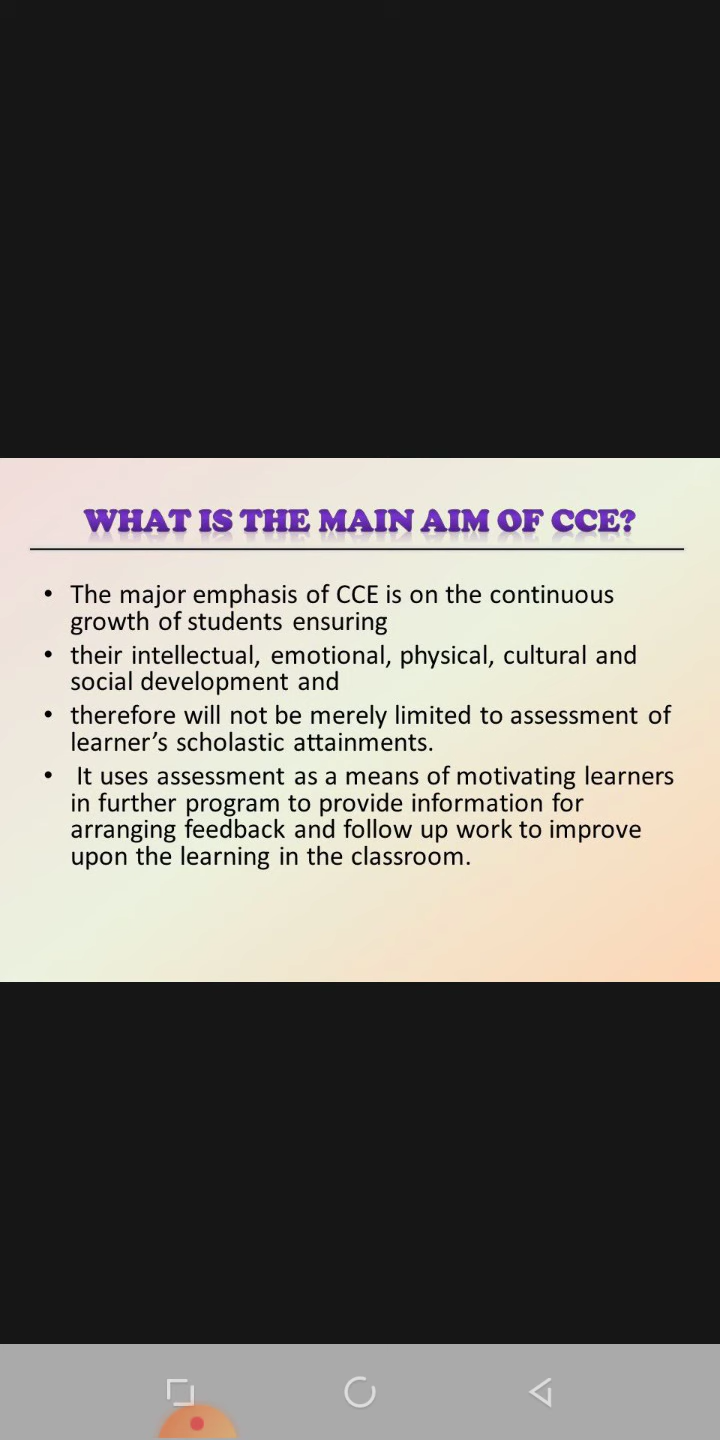 WHAT IS THE MAIN AIM OF CCE?
• The major emphasis of CCE is on the continuous
growth of students ensuring
• their intellectual, emotional, physical, cultural and
social development and
• therefore will not be merely limited to assessment of
learner’s scholastic attainments.
• It uses assessment as a means of motivating learners
in further program to provide information for
arranging feedback and follow up work to improve
upon the learning in the classroom.